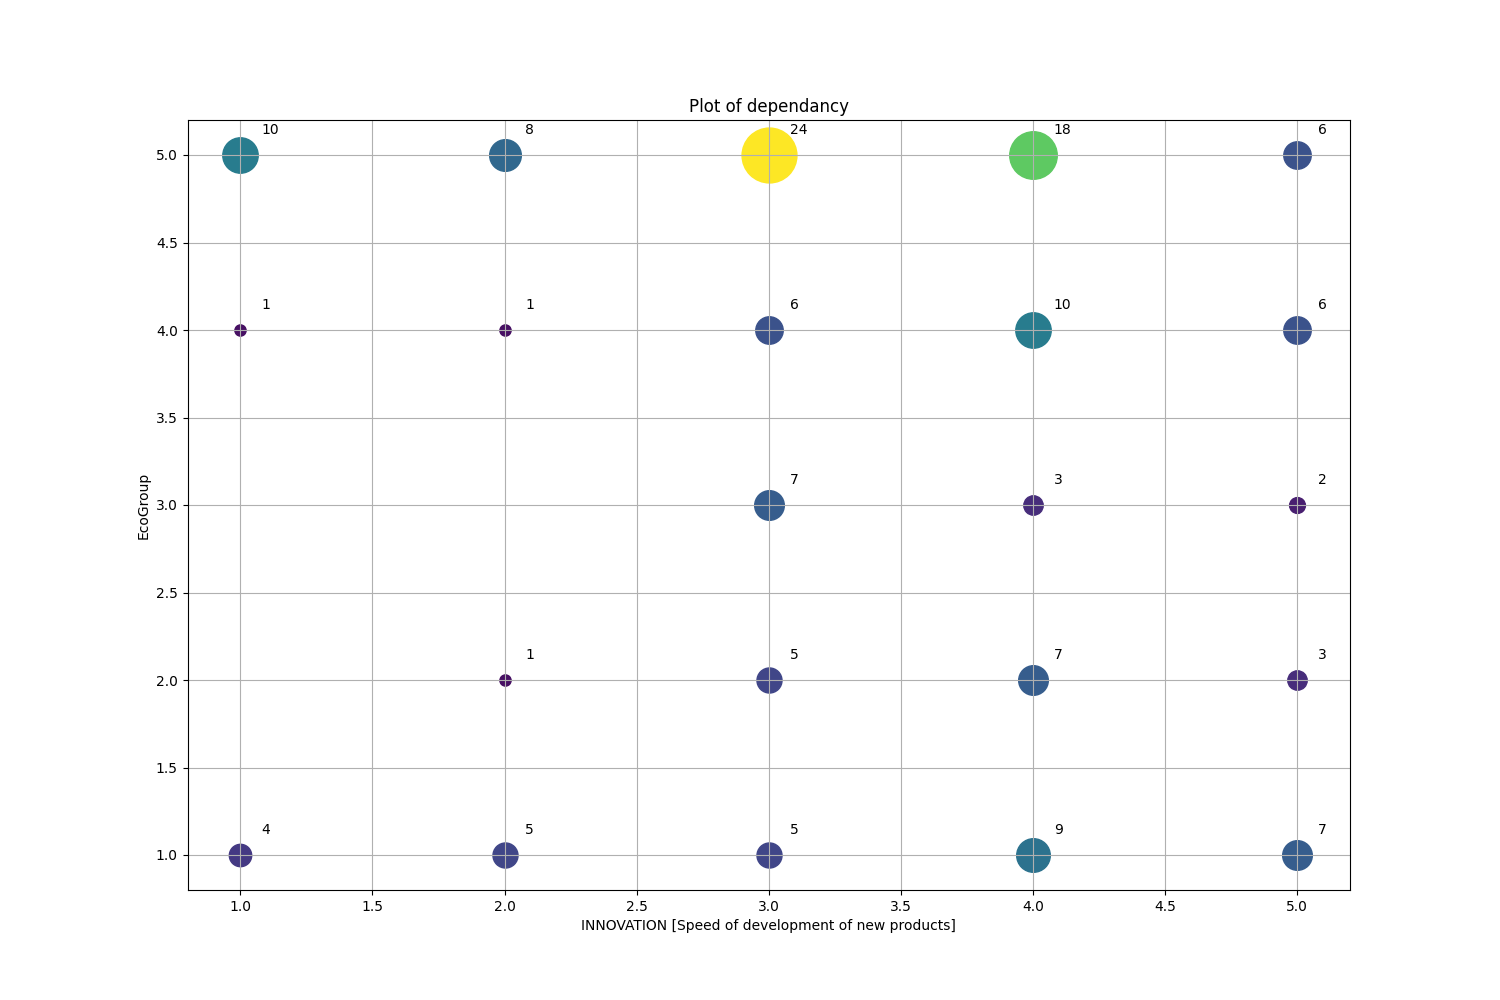 Plot of dependancy
10 8 24 18 6
5.0
4.5
1 1 6 10 6
4.0
3.5
7 3 2
3.0
2.5
1 5 7 3
2.0
1.5
4 5 5 9 7
1.0
EcoGroup
1.0 1.5 2.0 2.5 3.0 3.5 4.0 4.5 5.0
INNOVATION [Speed of development of new products]